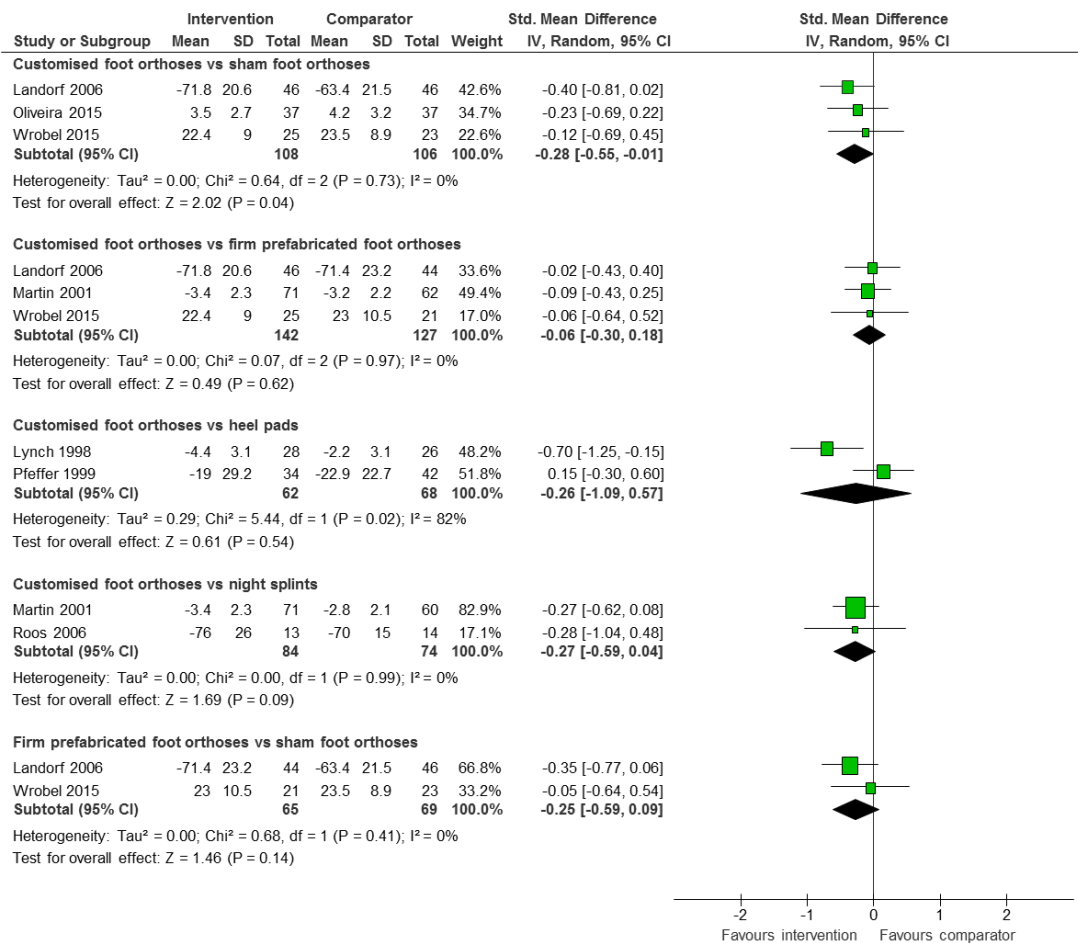 Intervention Comparator Std. Mean Difference Std. Mean Difference
Study or Subgroup Mean SD Total Mean SD Total Weight IV, Random, 95% CI IV, Random, 95% CI
Customised foot orthoses vs sham foot orthoses
Landorf 2006 -71.8 20.6 46 -63.4 21.5 46 42.6% -0.40 [-0.81, 0.02]
Oliveira 2015 3.5 2.7 37 4.2 3.2 37 34.7% -0.23 [-0.69, 0.22]
Wrobel 2015 22.4 9 25 23.5 8.9 23 22.6% -0.12 [-0.69, 0.45]
Subtotal (95% CI) 108 106 100.0% -0.28 [-0.55, -0.01]
Heterogeneity: Tau² = 0.00; Chi² = 0.64, df = 2 (P = 0.73); I² = 0%
Test for overall effect: Z = 2.02 (P = 0.04)
Customised foot orthoses vs firm prefabricated foot orthoses
Landorf 2006 -71.8 20.6 46 -71.4 23.2 44 33.6% -0.02 [-0.43, 0.40]
Martin 2001 -3.4 2.3 71 -3.2 2.2 62 49.4% -0.09 [-0.43, 0.25]
Wrobel 2015 22.4 9 25 23 10.5 21 17.0% -0.06 [-0.64, 0.52]
Subtotal (95% CI) 142 127 100.0% -0.06 [-0.30, 0.18]
Heterogeneity: Tau² = 0.00; Chi² = 0.07, df = 2 (P = 0.97); I² = 0%
Test for overall effect: Z = 0.49 (P = 0.62)
Customised foot orthoses vs heel pads
Lynch 1998 -4.4 3.1 28 -2.2 3.1 26 48.2% -0.70 [-1.25, -0.15]
Pfeffer 1999 -19 29.2 34 -22.9 22.7 42 51.8% 0.15 [-0.30, 0.60]
Subtotal (95% CI) 62 68 100.0% -0.26 [-1.09, 0.57]
Heterogeneity: Tau² = 0.29; Chi² = 5.44, df = 1 (P = 0.02); I² = 82%
Test for overall effect: Z = 0.61 (P = 0.54)
Customised foot orthoses vs night splints
Martin 2001 -3.4 2.3 71 -2.8 2.1 60 82.9% -0.27 [-0.62, 0.08]
Roos 2006 -76 26 13 -70 15 14 17.1% -0.28 [-1.04, 0.48]
Subtotal (95% CI) 84 74 100.0% -0.27 [-0.59, 0.04]
Heterogeneity: Tau² = 0.00; Chi² = 0.00, df = 1 (P = 0.99); I² = 0%
Test for overall effect: Z = 1.69 (P = 0.09)
Firm prefabricated foot orthoses vs sham foot orthoses
Landorf 2006 -71.4 23.2 44 -63.4 21.5 46 66.8% -0.35 [-0.77, 0.06]
Wrobel 2015 23 10.5 21 23.5 8.9 23 33.2% -0.05 [-0.64, 0.54]
Subtotal (95% CI) 65 69 100.0% -0.25 [-0.59, 0.09]
Heterogeneity: Tau² = 0.00; Chi² = 0.68, df = 1 (P = 0.41); I² = 0%
Test for overall effect: Z = 1.46 (P = 0.14)
-2 -1 0 1 2
Favours intervention Favours comparator